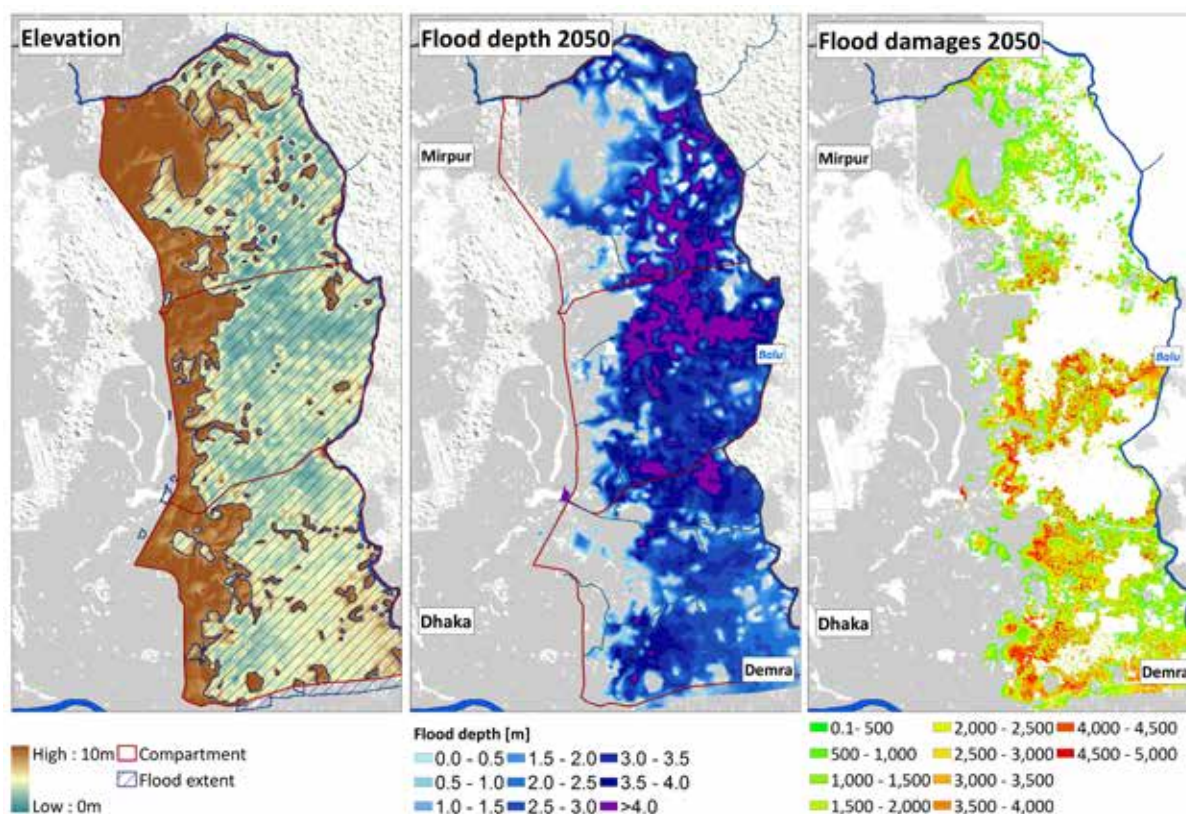 Elevation
Mirpur
Dhaka
High : 10m
Low : 0m
Compartment
Flood extent
Flood depth 2050
Balu
Demra
Flood depth [m]
0.0 - 0.5
0.5 - 1.0
1.0 - 1.5
1.5 - 2.0
2.0 - 2.5
2.5 - 3.0
3.0 - 3.5
3.5 - 4.0
>4.0
Flood damages 2050
Mirpur
Balu
Dhaka
Demra
0.1- 500
500 - 1,000
1,000 - 1,500
1,500 - 2,000
2,000 - 2,500
2,500 - 3,000
3,000 - 3,500
3,500 - 4,000
4,000 - 4,500
4,500 - 5,000